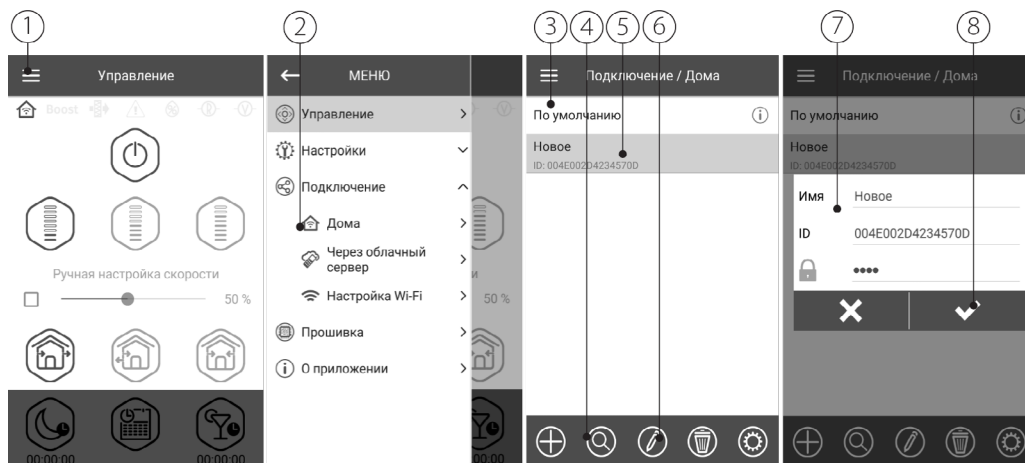 1
2
3
4
5
6
7
8
Управление
Boost
Ручная настройка скорости
50 %
00:00:00
00:00:00
МЕНЮ
Управление
Настройки
Подключение
Дома
Через облачный
сервер
Настройка Wi-Fi
Прошивка
О приложении
и
50 %
00:00
Подключение / Дома
По умолчанию
Новое
ID: 004E002D4234570D
Подключение / Дома
По умолчанию
Новое
ID: 004E002D4234570D
Имя
Новое
ID
004E002D4234570D
••••